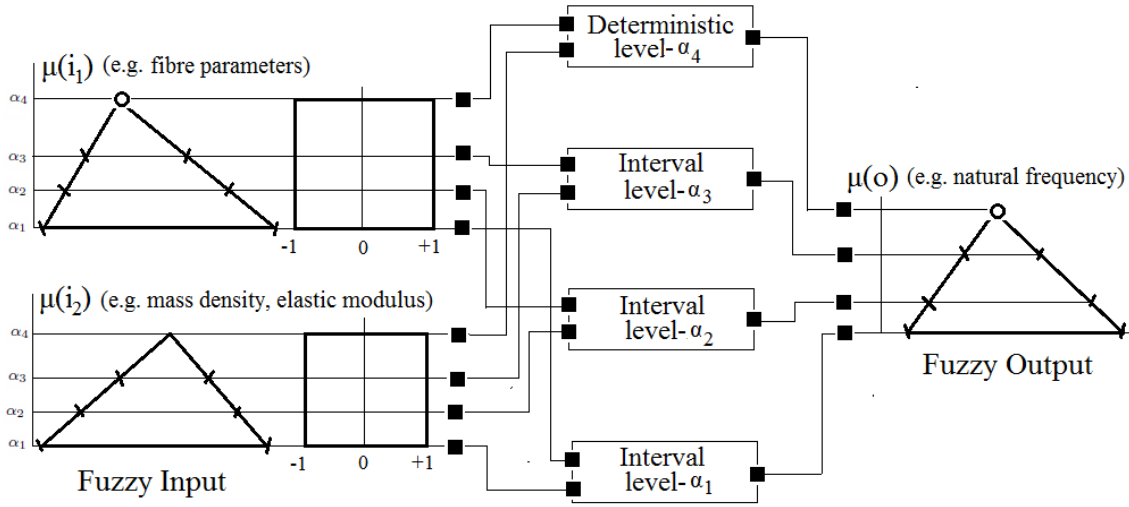 μ(i₁) (e.g. fibre parameters)
α₄
α₃
α₂
α₁
-1 0 +1
μ(i₂) (e.g. mass density, elastic modulus)
α₄
α₃
α₂
α₁
-1 0 +1
Fuzzy Input
Deterministic
level-α₄
Interval
level-α₃
Interval
level-α₂
Interval
level-α₁
μ(o) (e.g. natural frequency)
Fuzzy Output